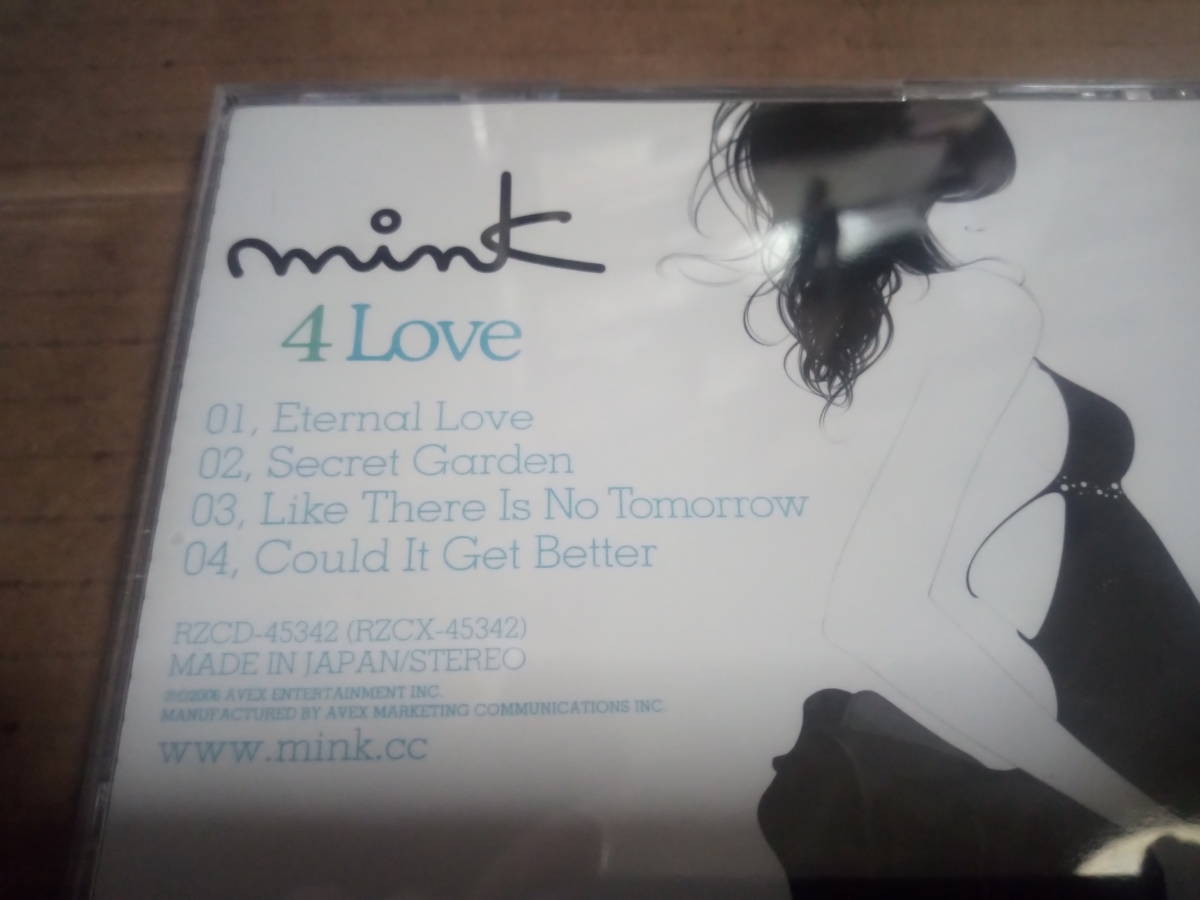 mink
4 Love
01, Eternal Love
02, Secret Garden
03, Like There Is No Tomorrow
04, Could It Get Better
RZCD-45342 (RZCX-45342)
MADE IN JAPAN/STEREO
℗©2006 AVEX ENTERTAINMENT INC.
MANUFACTURED BY AVEX MARKETING COMMUNICATIONS INC.
www.mink.cc